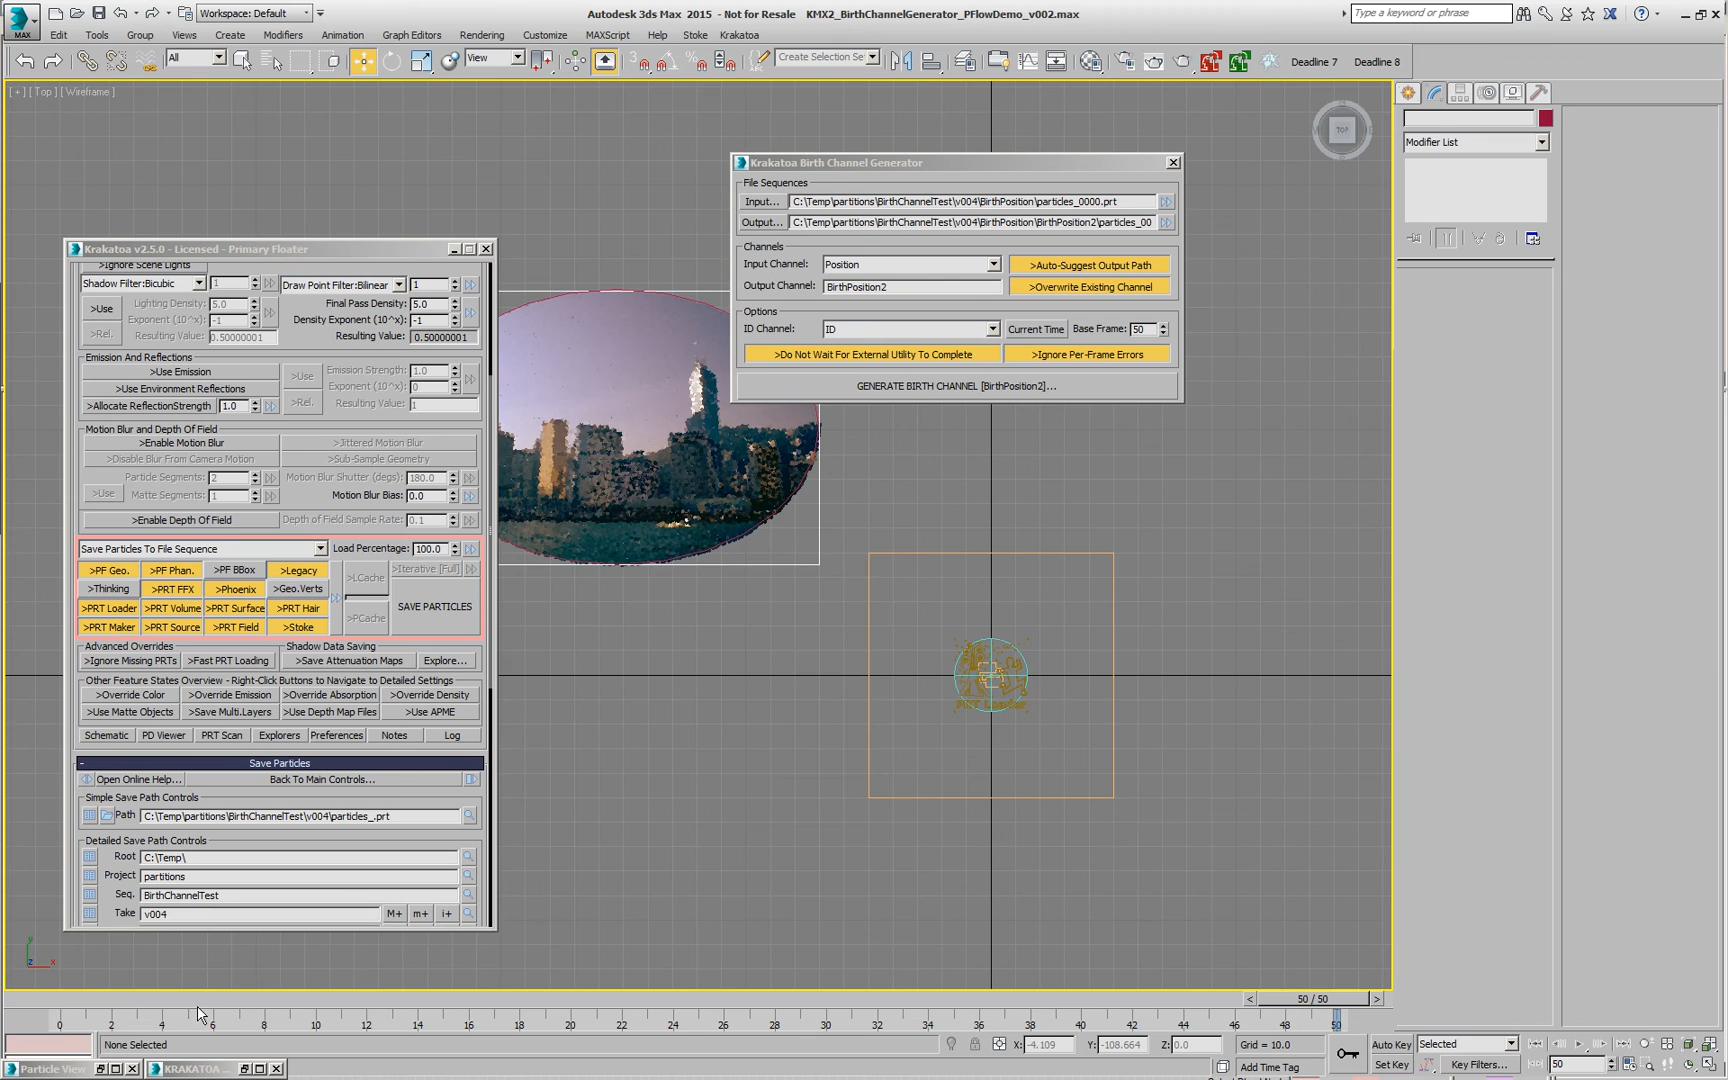 Workspace: Default
Autodesk 3ds Max 2015 - Not for Resale KMX2_BirthChannelGenerator_PFlowDemo_v002.max
Type a keyword or phrase
MAX
Edit Tools Group Views Create Modifiers Animation Graph Editors Rendering Customize MAXScript Help Stoke Krakatoa
All
View
Create Selection Se
Deadline 7 Deadline 8
[ + ] [ Top ] [ Wireframe ]
TOP
Modifier List
Krakatoa Birth Channel Generator
File Sequences
Input... C:\Temp\partitions\BirthChannelTest\v004\BirthPosition\particles_0000.prt
Output... C:\Temp\partitions\BirthChannelTest\v004\BirthPosition\BirthPosition2\particles_00
Channels
Input Channel: Position >Auto-Suggest Output Path
Output Channel: BirthPosition2 >Overwrite Existing Channel
Options
ID Channel: ID Current Time Base Frame: 50
>Do Not Wait For External Utility To Complete >Ignore Per-Frame Errors
GENERATE BIRTH CHANNEL [BirthPosition2]...
Krakatoa v2.5.0 - Licensed - Primary Floater
>Ignore Scene Lights
Shadow Filter:Bicubic 1 Draw Point Filter:Bilinear 1
>Use Lighting Density: 5.0 Final Pass Density: 5.0
Exponent (10^x): -1 Density Exponent (10^x): -1
>Rel. Resulting Value: 0.50000001 Resulting Value: 0.50000001
Emission And Reflections
>Use Emission >Use Emission Strength: 1.0
>Use Environment Reflections Exponent (10^x): 0
>Allocate ReflectionStrength 1.0 >Rel. Resulting Value: 1
Motion Blur and Depth Of Field
>Enable Motion Blur >Jittered Motion Blur
>Disable Blur From Camera Motion >Sub-Sample Geometry
Particle Segments: 2 Motion Blur Shutter (degs): 180.0
>Use Matte Segments: 1 Motion Blur Bias: 0.0
>Enable Depth Of Field Depth of Field Sample Rate: 0.1
Save Particles To File Sequence Load Percentage: 100.0
>PF Geo. >PF Phan. >PF BBox >Legacy >LCache >Iterative [Full]
>Thinking >PRT FFX >Phoenix >Geo.Verts
>PRT Loader >PRT Volume >PRT Surface >PRT Hair >PCache SAVE PARTICLES
>PRT Maker >PRT Source >PRT Field >Stoke
Advanced Overrides Shadow Data Saving
>Ignore Missing PRTs >Fast PRT Loading >Save Attenuation Maps Explore...
Other Feature States Overview - Right-Click Buttons to Navigate to Detailed Settings
>Override Color >Override Emission >Override Absorption >Override Density
>Use Matte Objects >Save Multi.Layers >Use Depth Map Files >Use APME
Schematic PD Viewer PRT Scan Explorers Preferences Notes Log
- Save Particles
Open Online Help... Back To Main Controls...
Simple Save Path Controls
Path C:\Temp\partitions\BirthChannelTest\v004\particles_.prt
Detailed Save Path Controls
Root C:\Temp\
Project partitions
Seq. BirthChannelTest
Take v004 M+ m+ i+
PRT Loader
y
z x
< 50 / 50 >
0 2 4 6 8 10 12 14 16 18 20 22 24 26 28 30 32 34 36 38 40 42 44 46 48 50
None Selected X: -4.109 Y: -108.664 Z: 0.0 Grid = 10.0 Auto Key Selected
Particle View KRAKATOA ... Add Time Tag Set Key Key Filters... 50